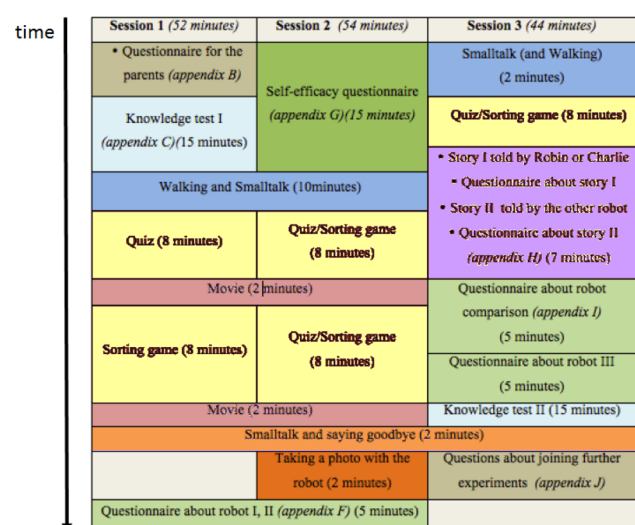 time
Session 1 (52 minutes)
Session 2 (54 minutes)
Session 3 (44 minutes)
• Questionnaire for the
parents (appendix B)
Self-efficacy questionnaire
(appendix G)(15 minutes)
Smalltalk (and Walking)
(2 minutes)
Knowledge test I
(appendix C)(15 minutes)
Quiz/Sorting game (8 minutes)
• Story I told by Robin or Charlie
• Questionnaire about story I
• Story II told by the other robot
• Questionnaire about story II
(appendix H) (7 minutes)
Walking and Smalltalk (10minutes)
Quiz (8 minutes)
Quiz/Sorting game
(8 minutes)
Movie (2 minutes)
Questionnaire about robot
comparison (appendix I)
(5 minutes)
Sorting game (8 minutes)
Quiz/Sorting game
(8 minutes)
Questionnaire about robot III
(5 minutes)
Movie (2 minutes)
Knowledge test II (15 minutes)
Smalltalk and saying goodbye (2 minutes)
Taking a photo with the
robot (2 minutes)
Questions about joining further
experiments (appendix J)
Questionnaire about robot I, II (appendix F) (5 minutes)